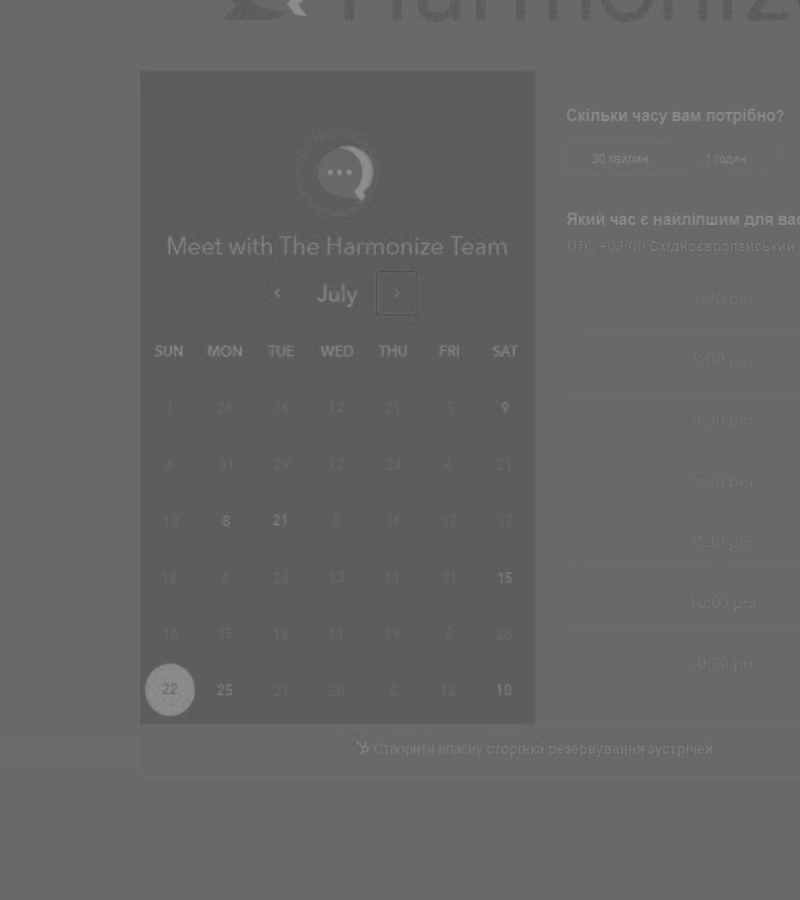 Harmoniz
Meet with The Harmonize Team
July
SUN MON TUE WED THU FRI SAT
1 28 16 12 21 3 9
6 31 29 12 24 4 21
10 8 21 8 16 17 17
18 6 26 13 11 31 15
10 15 18 11 19 2 28
22 25 21 28 2 12 10
Скільки часу вам потрібно?
30 хвилин 1 годин
Який час є найліпшим для вас
UTC +03:00 Східноєвропейський
7:30 pm
8:00 pm
8:30 pm
9:00 pm
9:30 pm
10:00 pm
10:30 pm
Створити власну сторінка резервування зустрічей